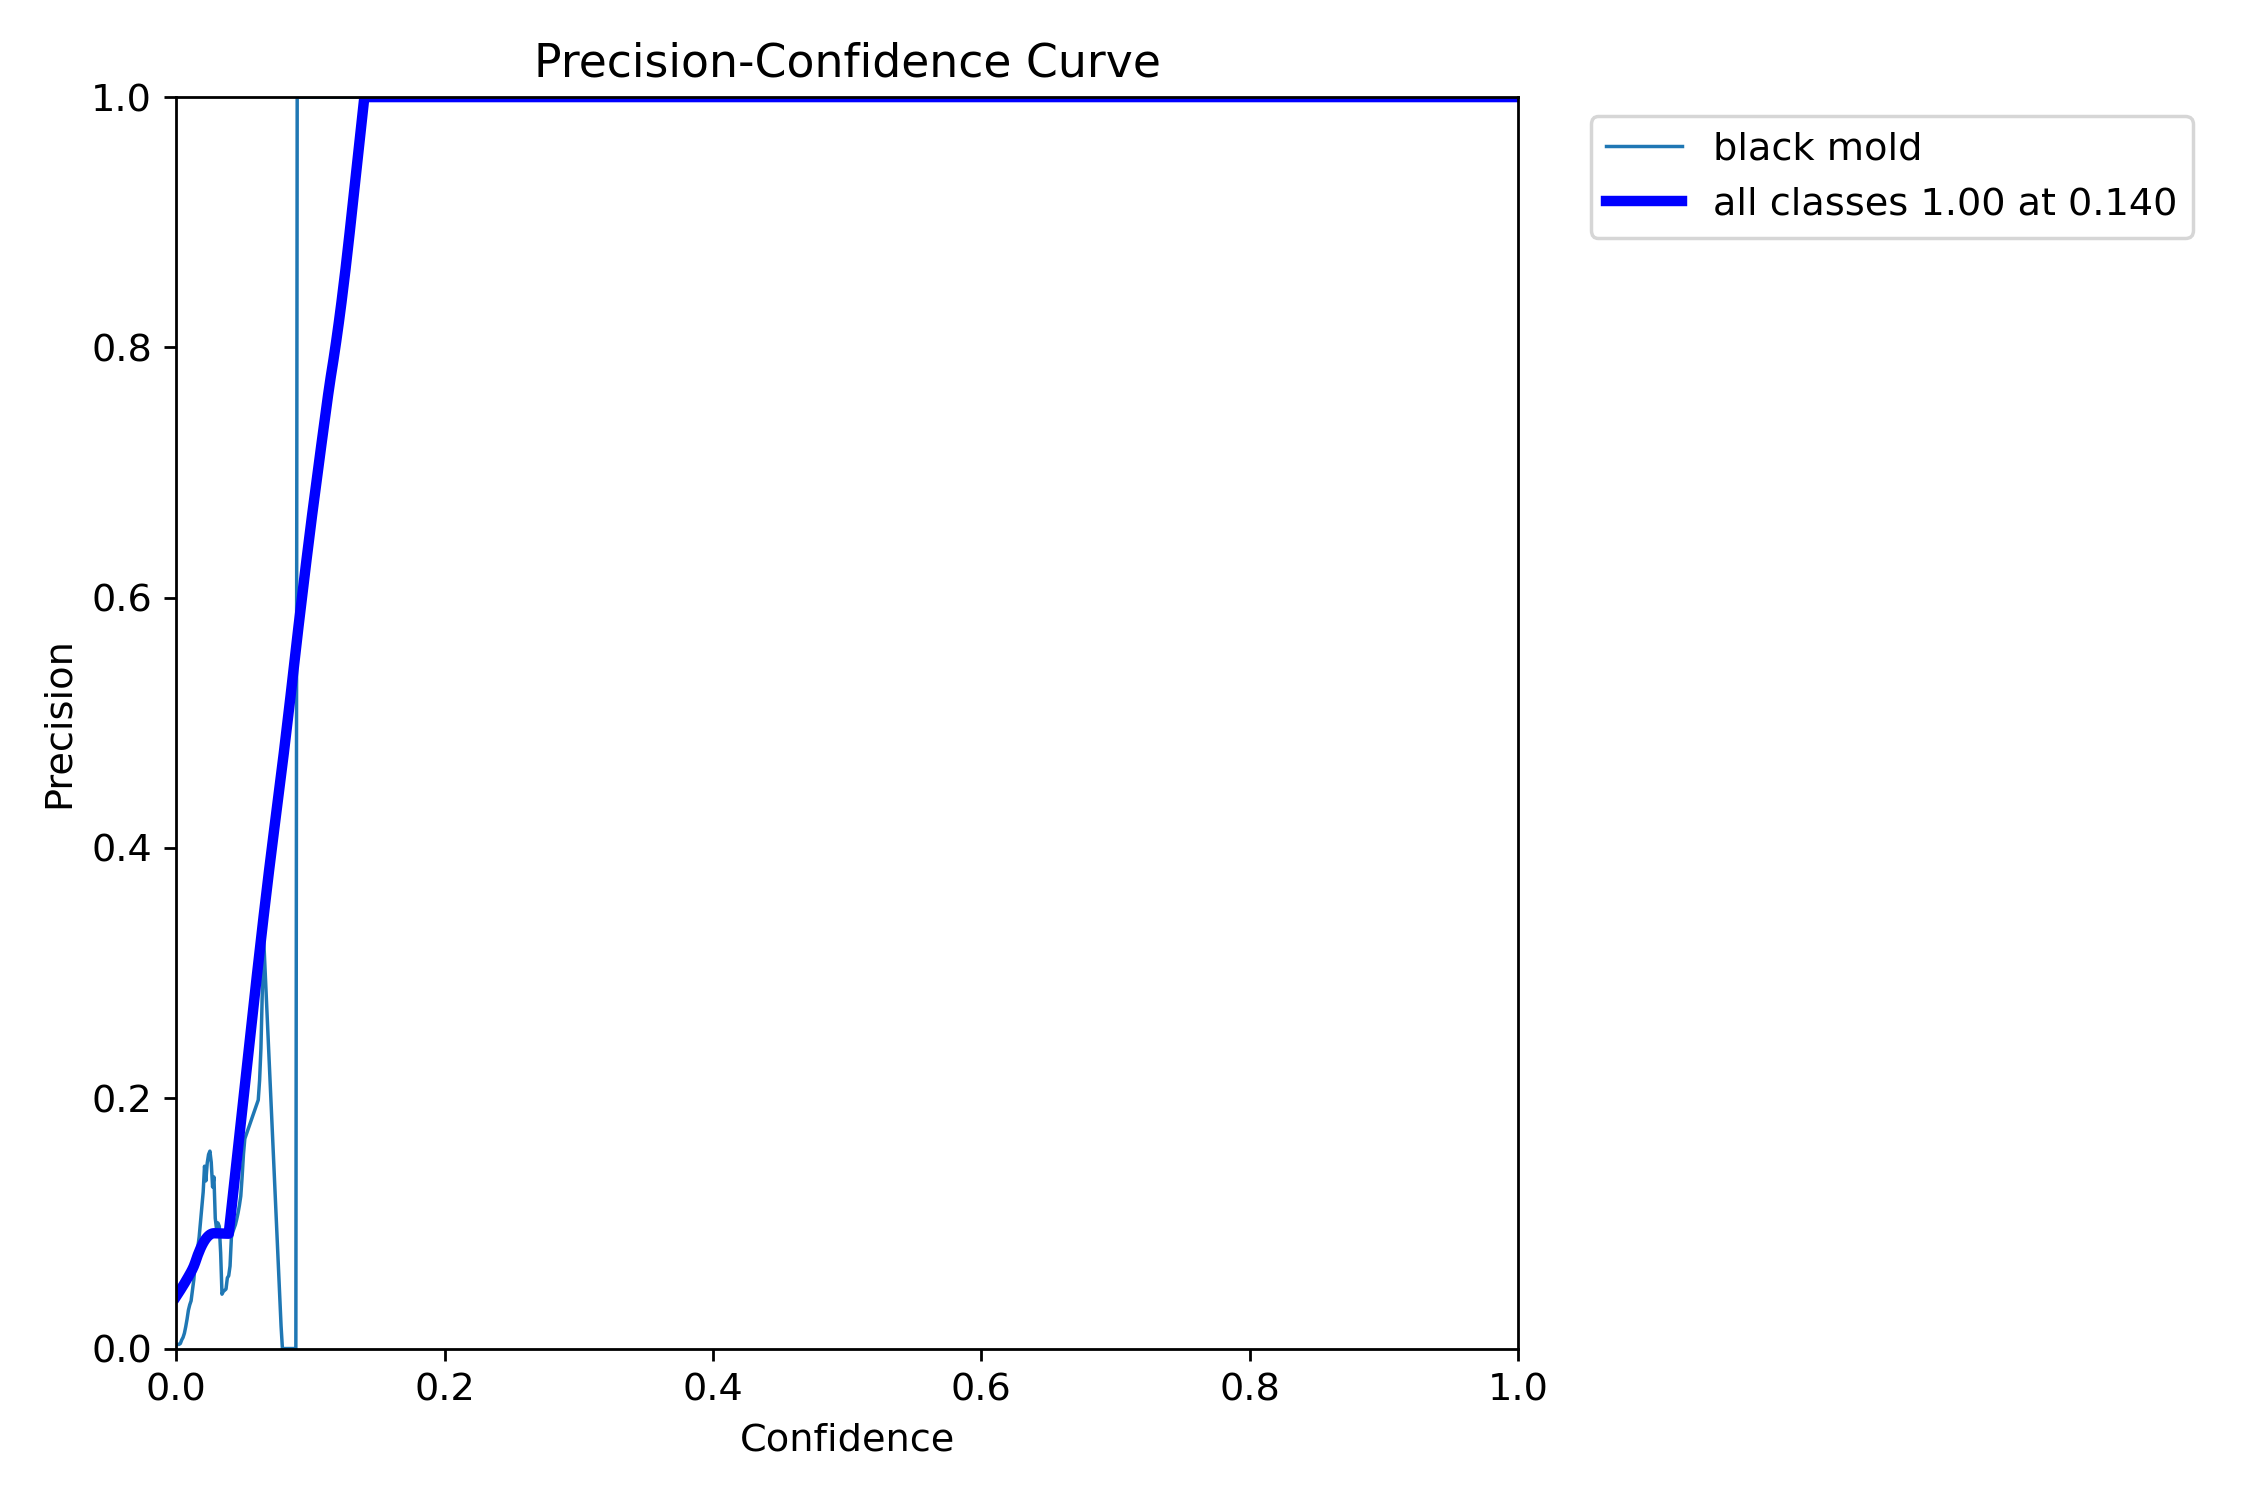 Precision-Confidence Curve
1.0
0.8
0.6
0.4
0.2
0.0
Precision
0.0 0.2 0.4 0.6 0.8 1.0
Confidence
black mold
all classes 1.00 at 0.140